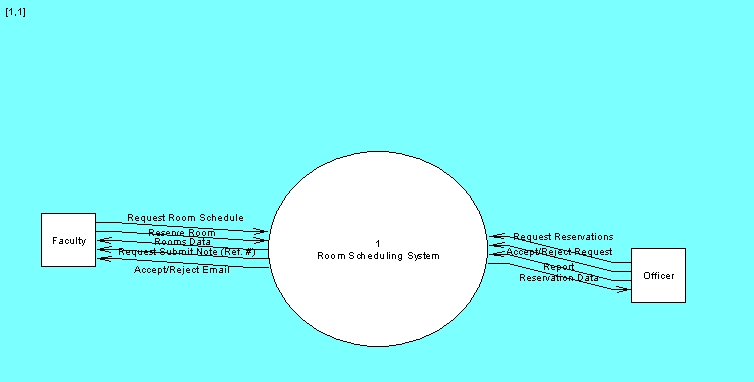 [1,1]
Request Room Schedule
Reserve Room
Rooms Data
Request Submit Note (Ref. #)
Accept/Reject Email
Faculty
1
Room Scheduling System
Request Reservations
Accept/Reject Request
Report
Reservation Data
Officer